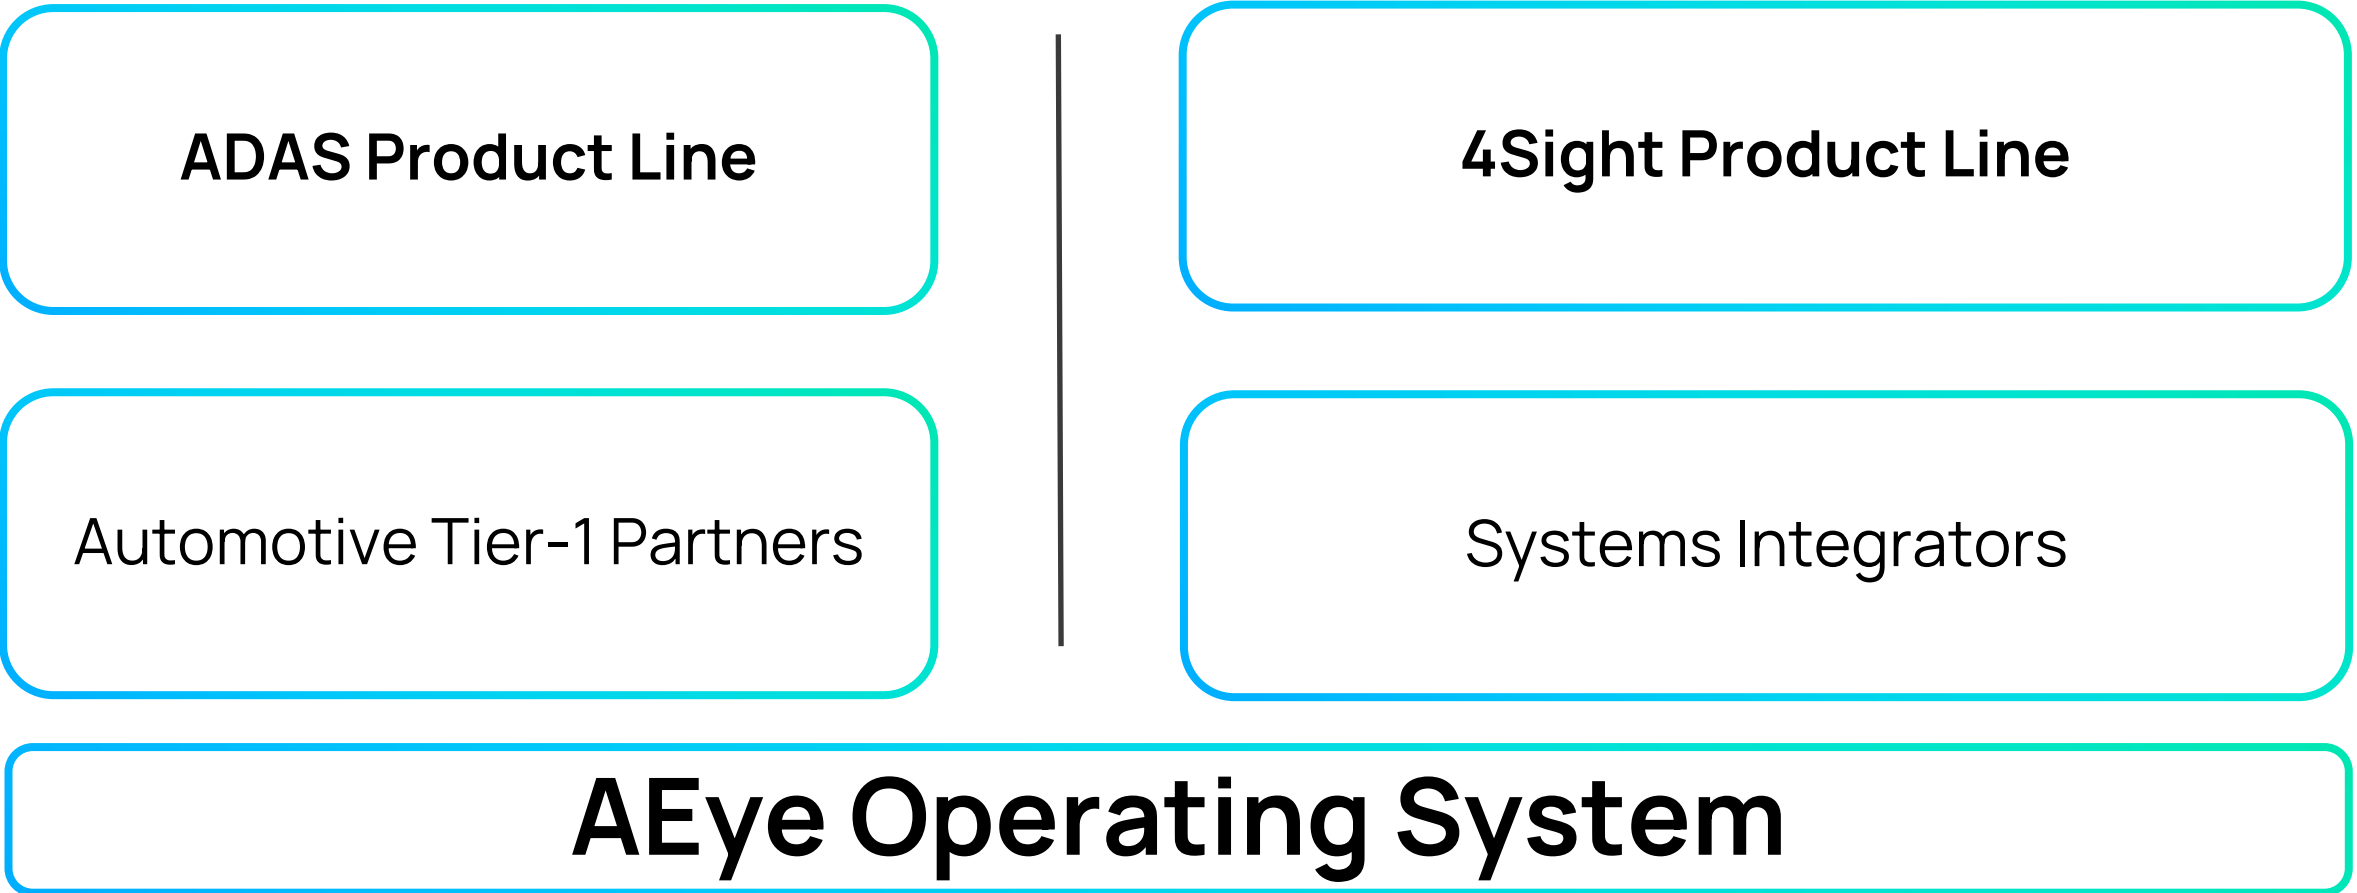 ADAS Product Line
4Sight Product Line
Automotive Tier-1 Partners
Systems Integrators
AEye Operating System